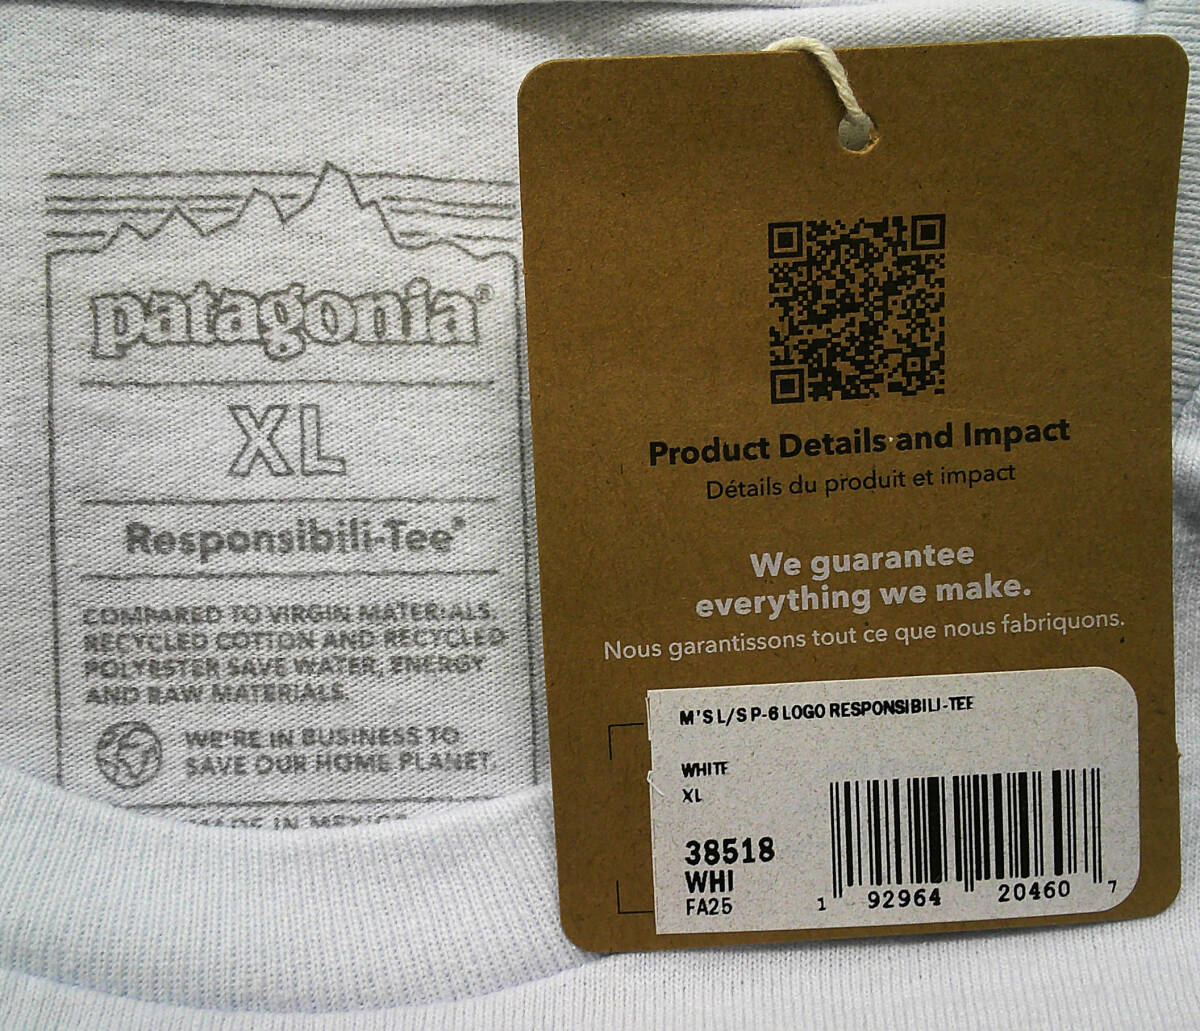 patagonia®
XL
Responsibili-Tee®
COMPARED TO VIRGIN MATERIALS,
RECYCLED COTTON AND RECYCLED
POLYESTER SAVE WATER, ENERGY
AND RAW MATERIALS.
WE'RE IN BUSINESS TO
SAVE OUR HOME PLANET.
MADE IN MEXICO
Product Details and Impact
Détails du produit et impact
We guarantee
everything we make.
Nous garantissons tout ce que nous fabriquons.
M'S L/S P-6 LOGO RESPONSIBILI-TEE
WHITE
XL
38518
WHI
FA25
1 92964 20460 7